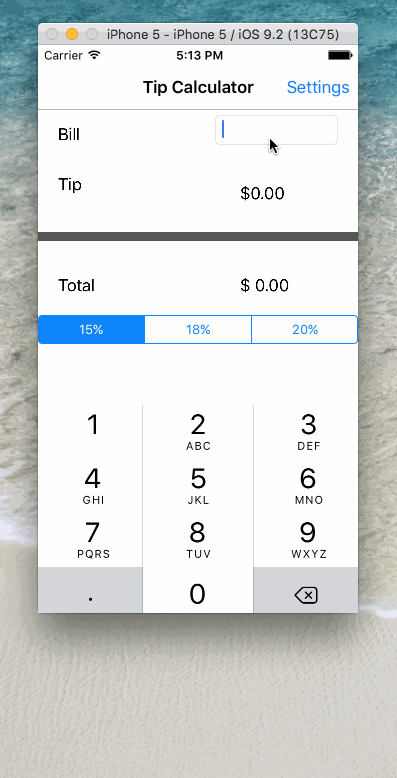 iPhone 5 - iPhone 5 / iOS 9.2 (13C75)
Carrier 5:13 PM
Tip Calculator Settings
Bill
Tip $0.00
Total $ 0.00
15% 18% 20%
1 2 3
ABC DEF
4 5 6
GHI JKL MNO
7 8 9
PQRS TUV WXYZ
. 0